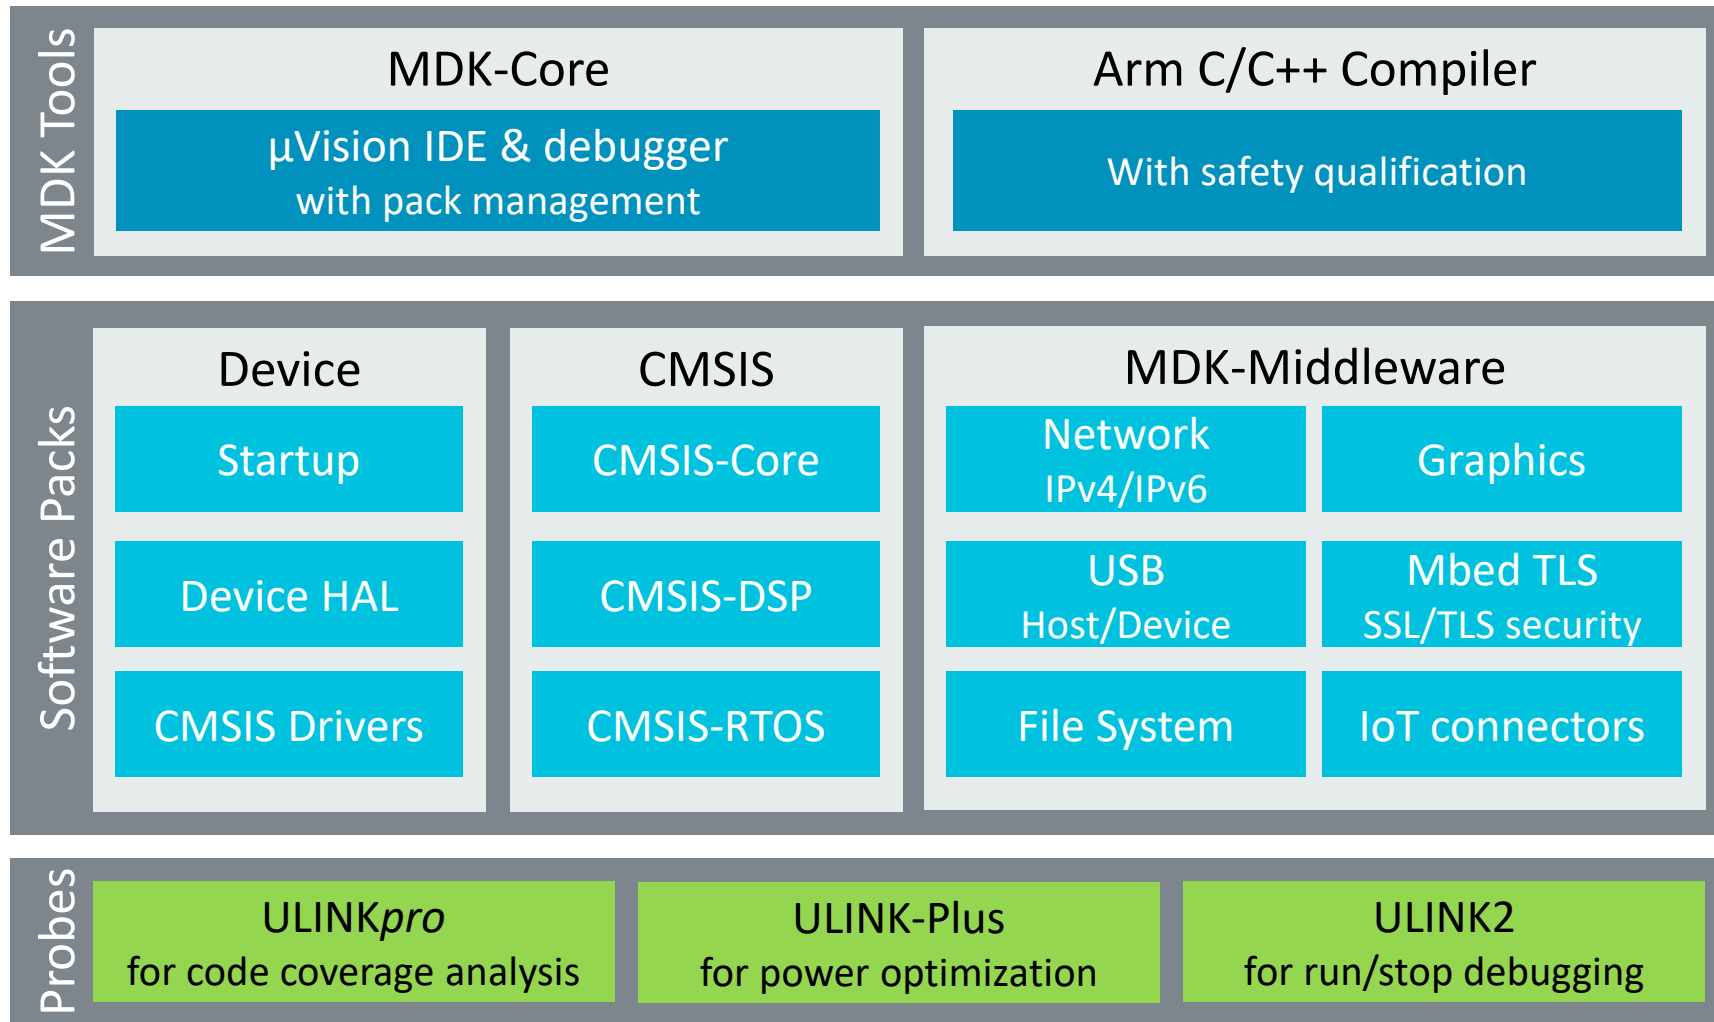 MDK Tools
MDK-Core
µVision IDE & debugger
with pack management
Arm C/C++ Compiler
With safety qualification
Software Packs
Device
Startup
Device HAL
CMSIS Drivers
CMSIS
CMSIS-Core
CMSIS-DSP
CMSIS-RTOS
MDK-Middleware
Network
IPv4/IPv6
Graphics
USB
Host/Device
Mbed TLS
SSL/TLS security
File System
IoT connectors
Probes
ULINKpro
for code coverage analysis
ULINK-Plus
for power optimization
ULINK2
for run/stop debugging